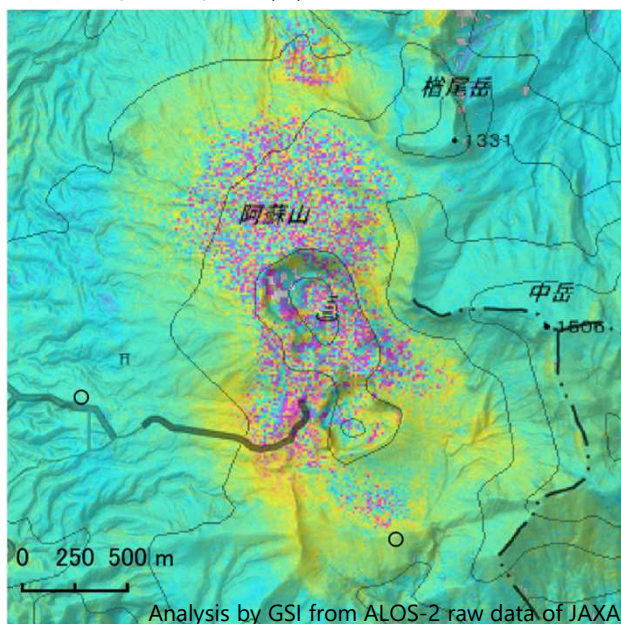 楢尾岳
1331
阿蘇山
中岳
1506
0 250 500 m
Analysis by GSI from ALOS-2 raw data of JAXA